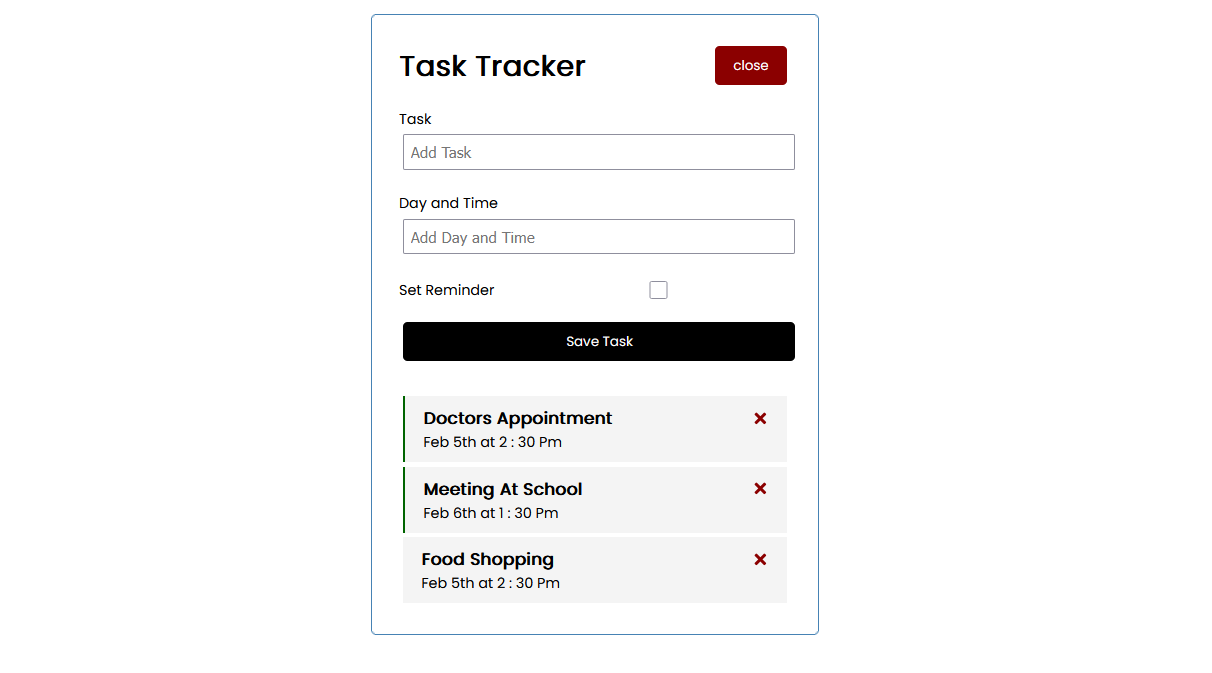 Task Tracker
close
Task
Add Task
Day and Time
Add Day and Time
Set Reminder
Save Task
Doctors Appointment
Feb 5th at 2 : 30 Pm
Meeting At School
Feb 6th at 1 : 30 Pm
Food Shopping
Feb 5th at 2 : 30 Pm